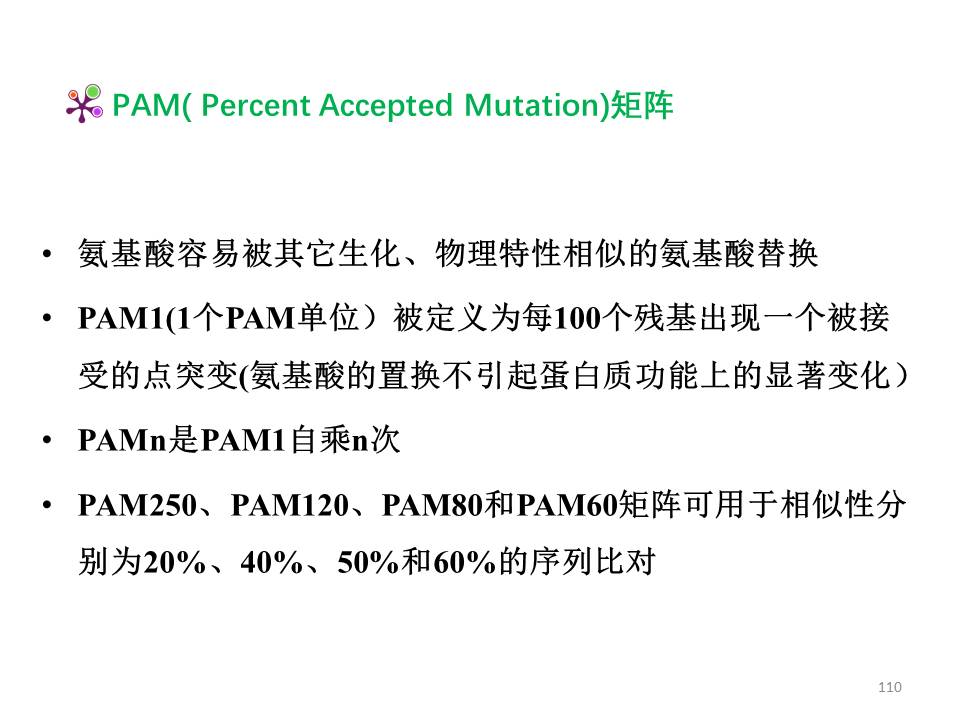 PAM( Percent Accepted Mutation)矩阵
• 氨基酸容易被其它生化、物理特性相似的氨基酸替换
• PAM1(1个PAM单位）被定义为每100个残基出现一个被接
受的点突变(氨基酸的置换不引起蛋白质功能上的显著变化）
• PAMn是PAM1自乘n次
• PAM250、PAM120、PAM80和PAM60矩阵可用于相似性分
别为20%、40%、50%和60%的序列比对
110